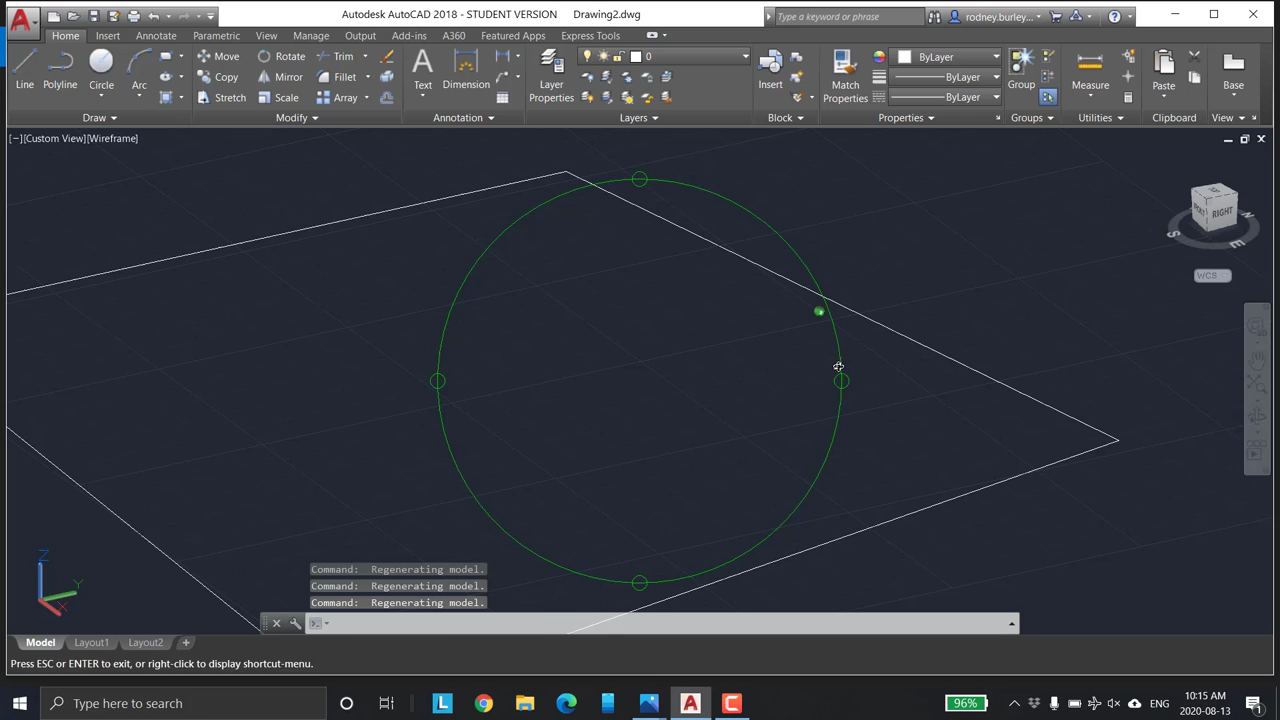 Autodesk AutoCAD 2018 - STUDENT VERSION Drawing2.dwg
Type a keyword or phrase
rodney.burley...
Home Insert Annotate Parametric View Manage Output Add-ins A360 Featured Apps Express Tools
Line Polyline Circle Arc
Move Rotate Trim
Copy Mirror Fillet
Stretch Scale Array
Text Dimension
Layer Properties
0
Insert
Match Properties
ByLayer
ByLayer
ByLayer
Group Measure Paste Base
Draw Modify Annotation Layers Block Properties Groups Utilities Clipboard View
[−][Custom View][Wireframe]
TOP
RIGHT
N
S
E
WCS
Z
Y
X
Command: Regenerating model.
Command: Regenerating model.
Command: Regenerating model.
Model Layout1 Layout2 +
Press ESC or ENTER to exit, or right-click to display shortcut-menu.
Type here to search
L
A
C
96%
ENG
10:15 AM
2020-08-13
1